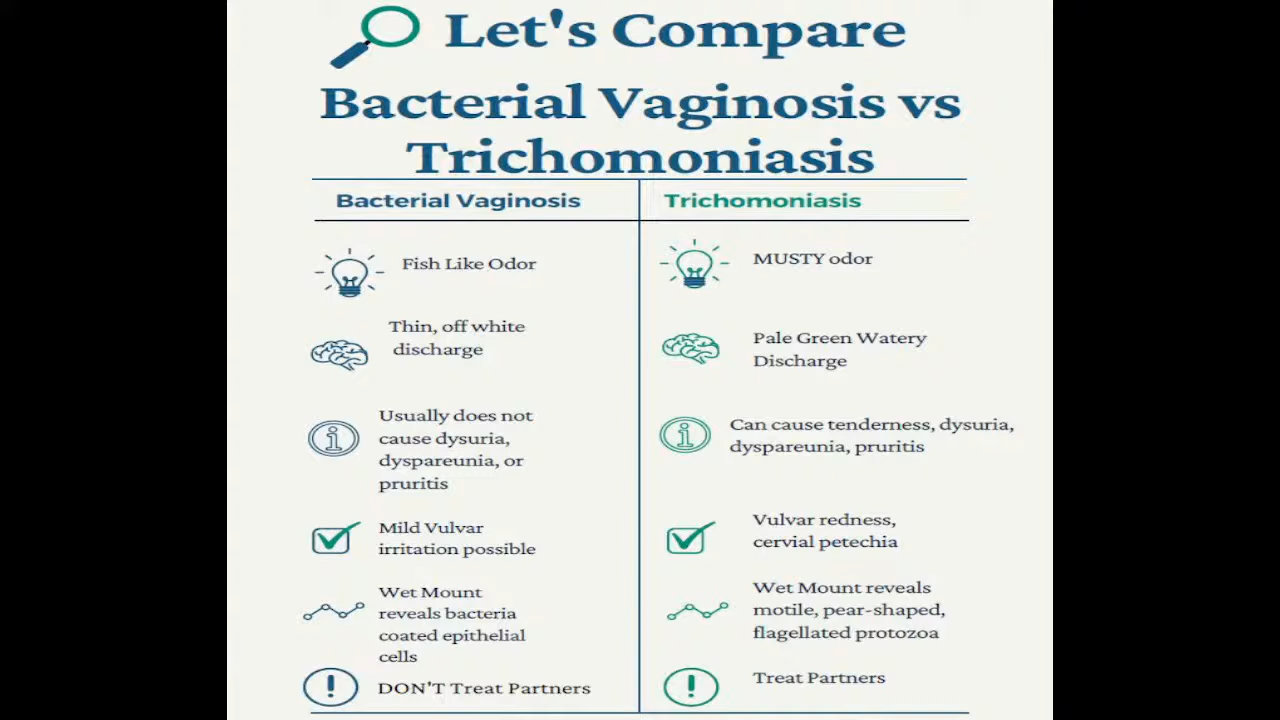 Let's Compare
Bacterial Vaginosis vs
Trichomoniasis
Bacterial Vaginosis
Fish Like Odor
Thin, off white
discharge
Usually does not
cause dysuria,
dyspareunia, or
pruritis
Mild Vulvar
irritation possible
Wet Mount
reveals bacteria
coated epithelial
cells
DON'T Treat Partners
Trichomoniasis
MUSTY odor
Pale Green Watery
Discharge
Can cause tenderness, dysuria,
dyspareunia, pruritis
Vulvar redness,
cervial petechia
Wet Mount reveals
motile, pear-shaped,
flagellated protozoa
Treat Partners